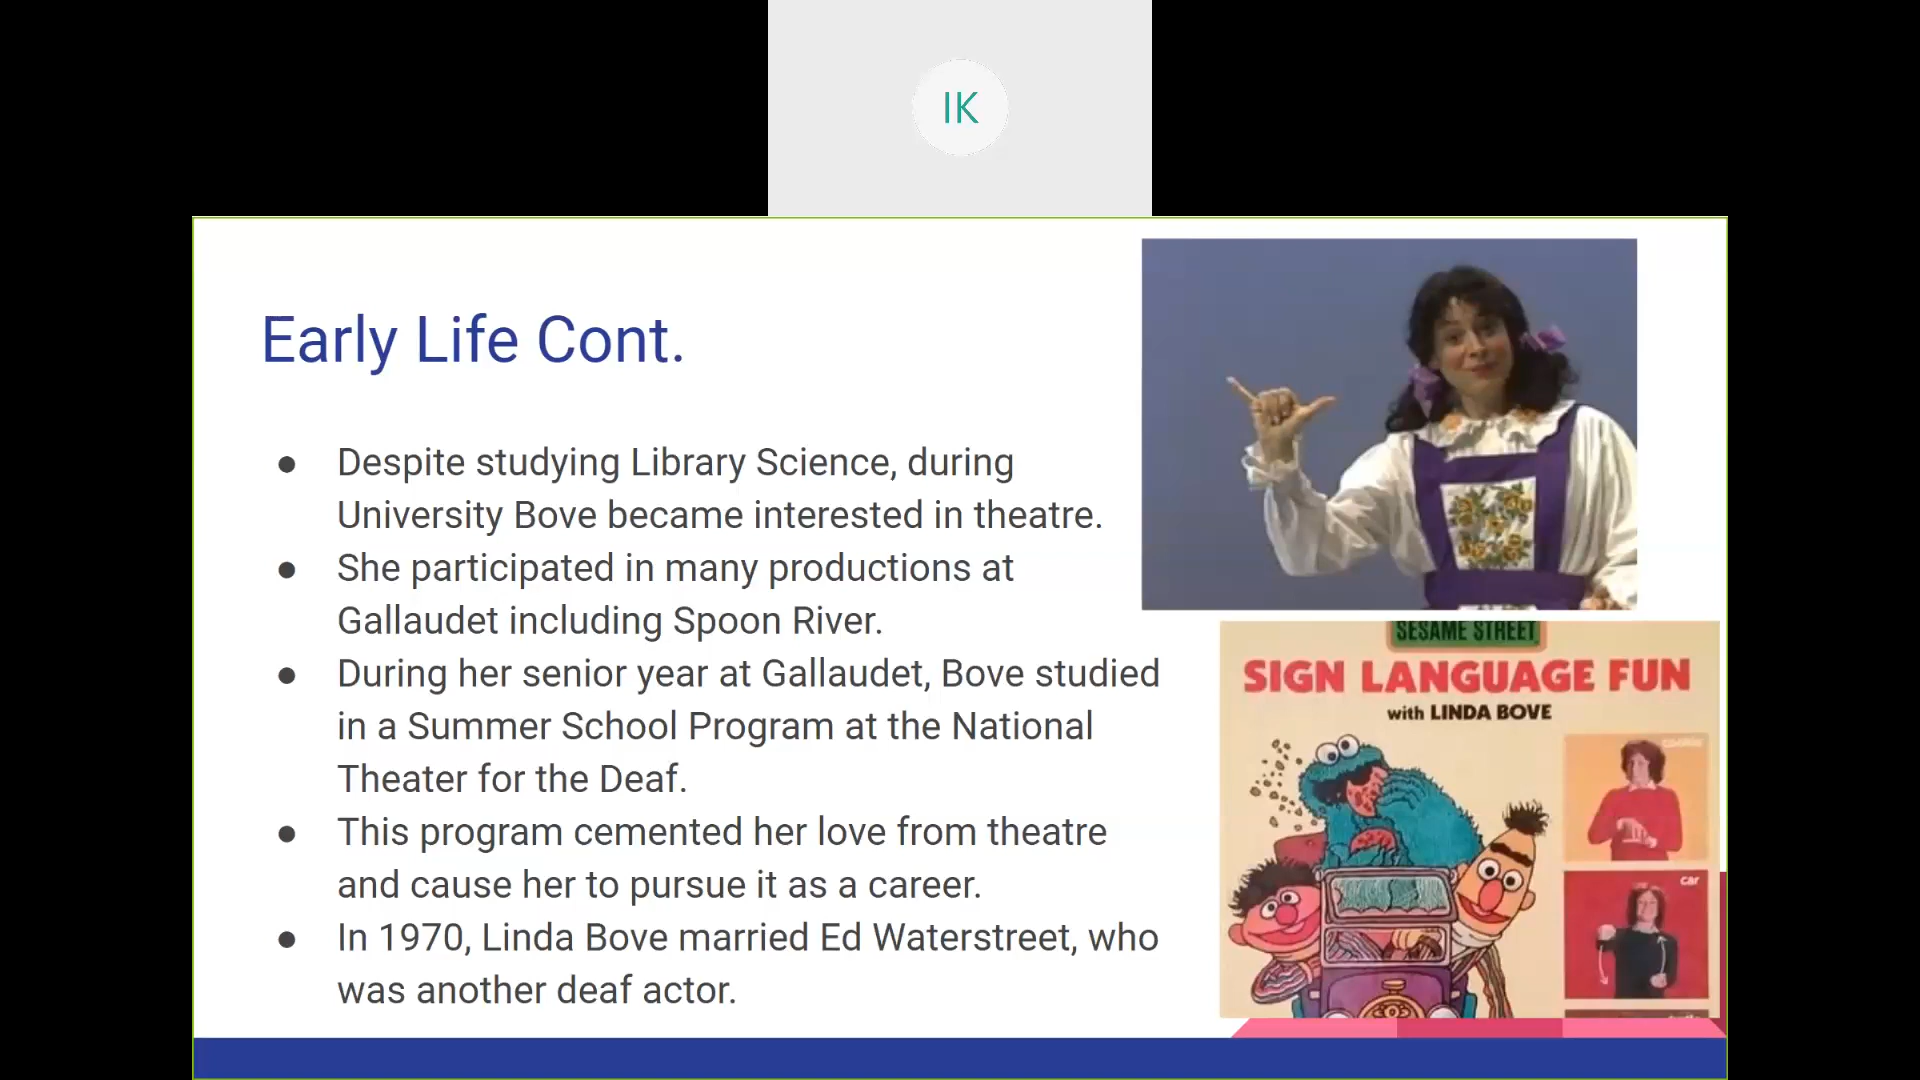 IK
Early Life Cont.
● Despite studying Library Science, during
University Bove became interested in theatre.
● She participated in many productions at
Gallaudet including Spoon River.
● During her senior year at Gallaudet, Bove studied
in a Summer School Program at the National
Theater for the Deaf.
● This program cemented her love from theatre
and cause her to pursue it as a career.
● In 1970, Linda Bove married Ed Waterstreet, who
was another deaf actor.
SESAME STREET
SIGN LANGUAGE FUN
with LINDA BOVE
cookie
car